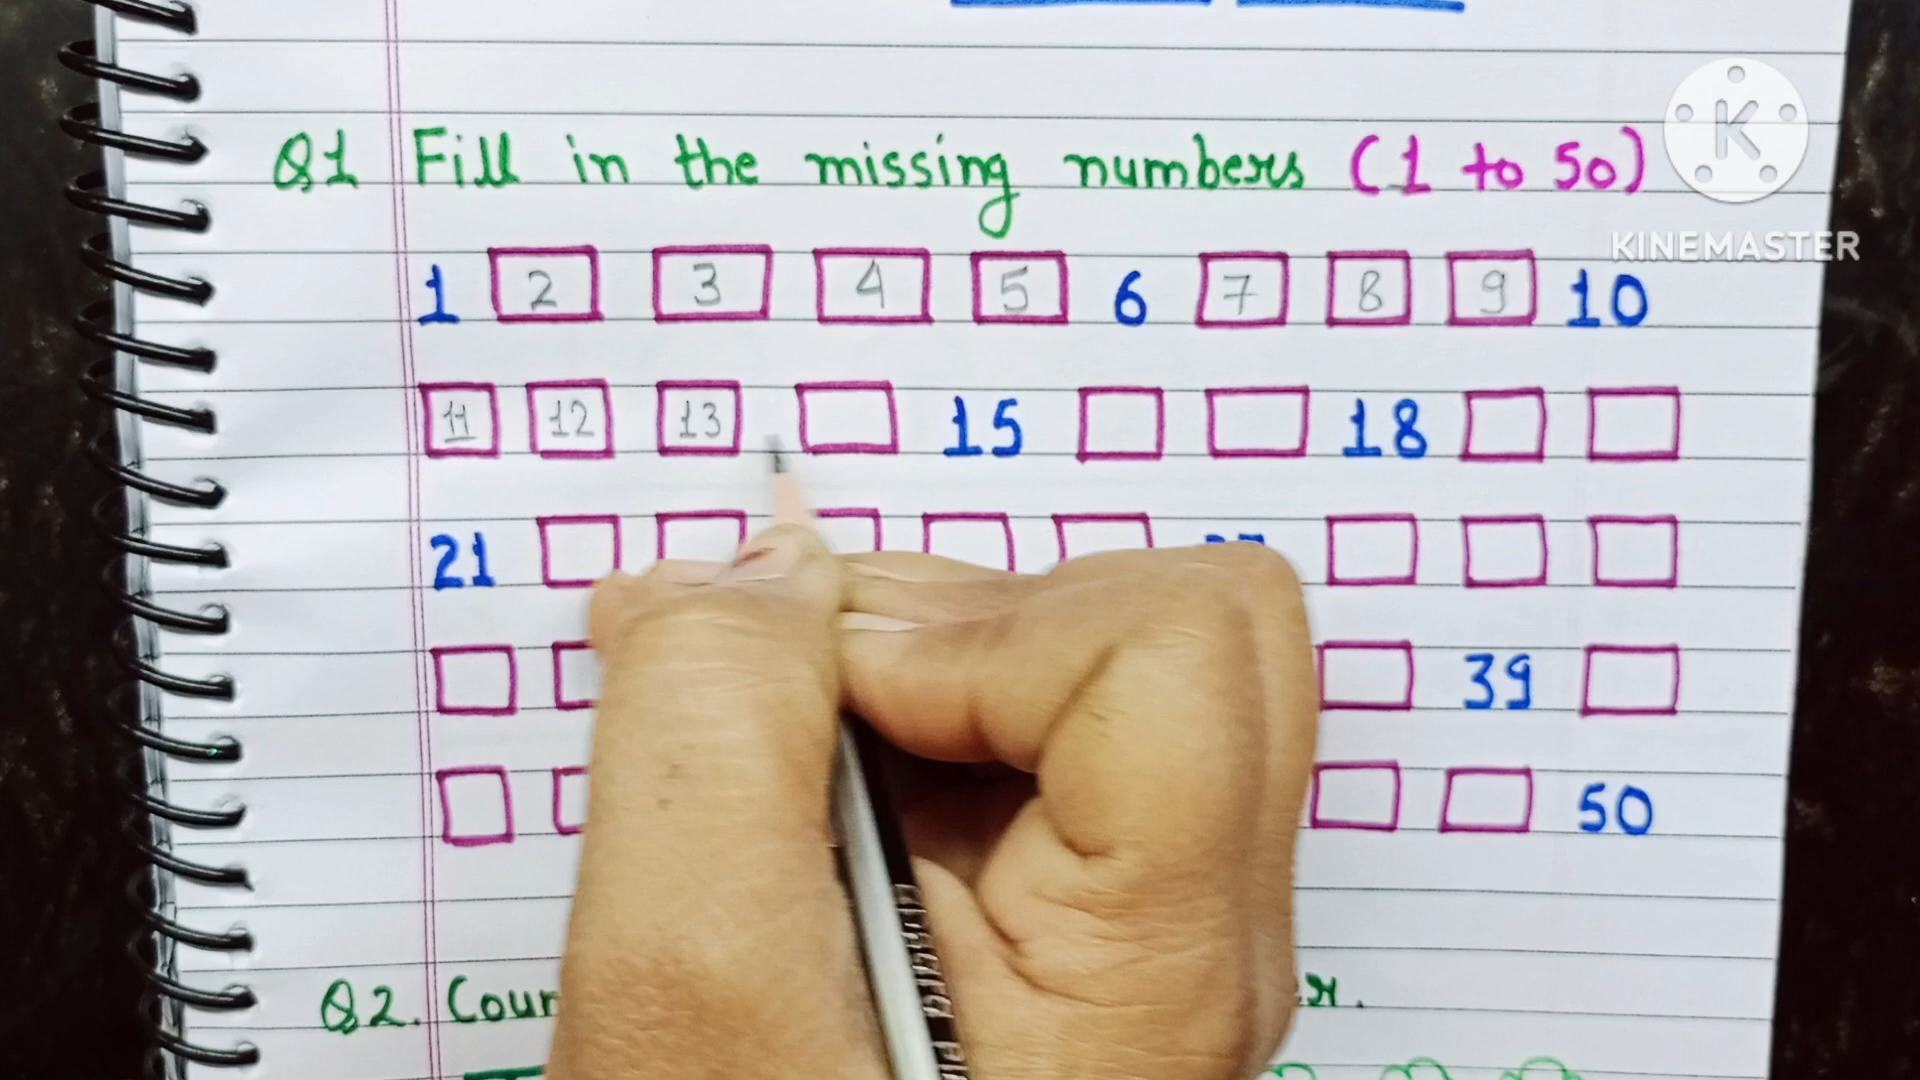 Q1 Fill in the missing numbers (1 to 50)
K
KINEMASTER
1 2 3 4 5 6 7 8 9 10
11 12 13 15 18
21
39
50
Q2.